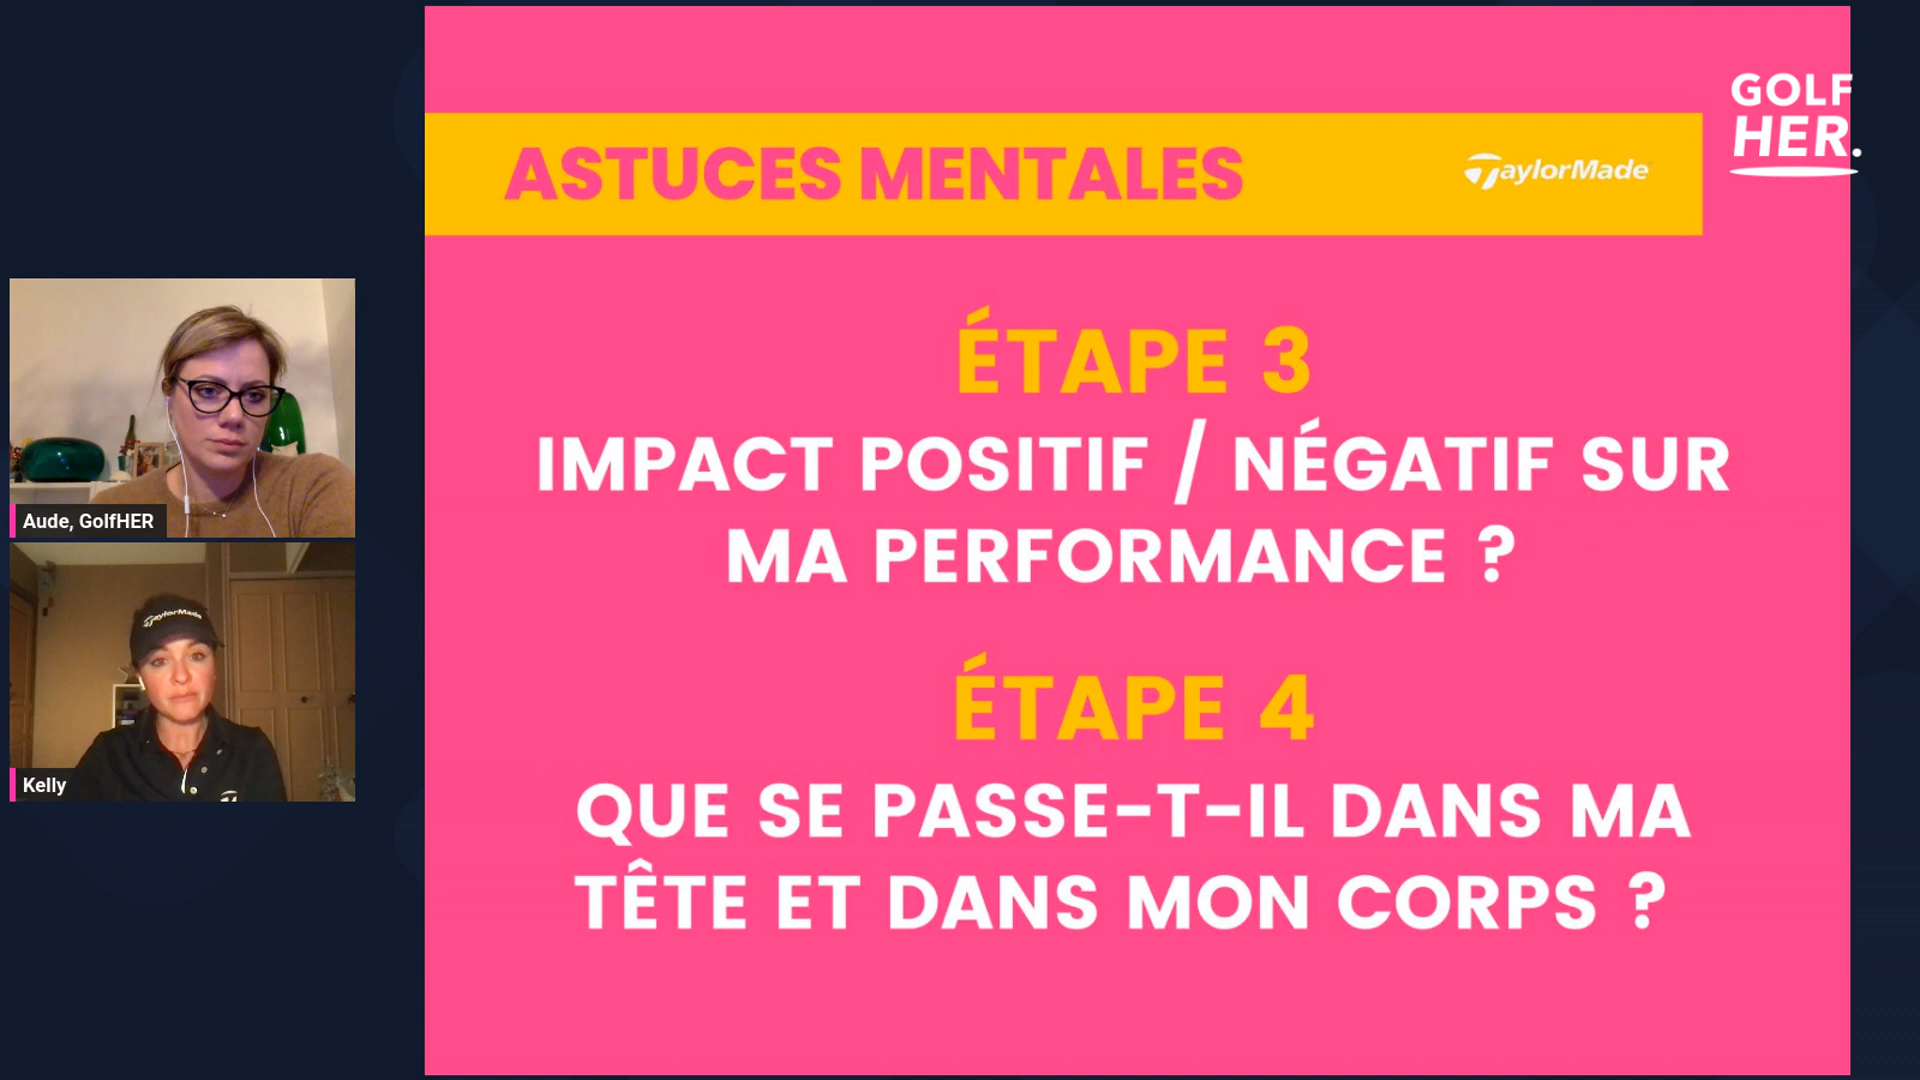 GOLF
HER.
ASTUCES MENTALES
TaylorMade
ÉTAPE 3
IMPACT POSITIF / NÉGATIF SUR
MA PERFORMANCE ?
ÉTAPE 4
QUE SE PASSE-T-IL DANS MA
TÊTE ET DANS MON CORPS ?
Aude, GolfHER
TaylorMade
Kelly